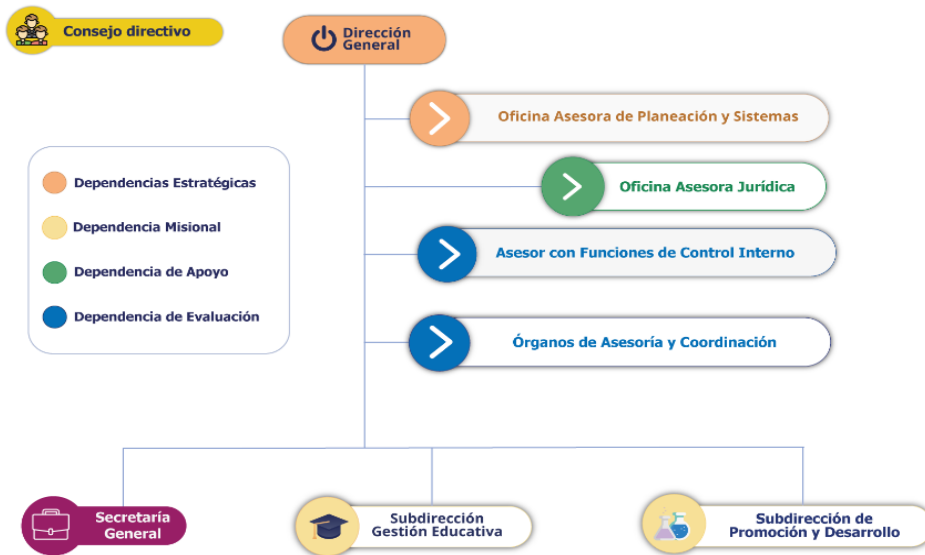 Consejo directivo
Dirección
General
Oficina Asesora de Planeación y Sistemas
Oficina Asesora Jurídica
Asesor con Funciones de Control Interno
Órganos de Asesoría y Coordinación
Dependencias Estratégicas
Dependencia Misional
Dependencia de Apoyo
Dependencia de Evaluación
Secretaría
General
Subdirección
Gestión Educativa
Subdirección de
Promoción y Desarrollo